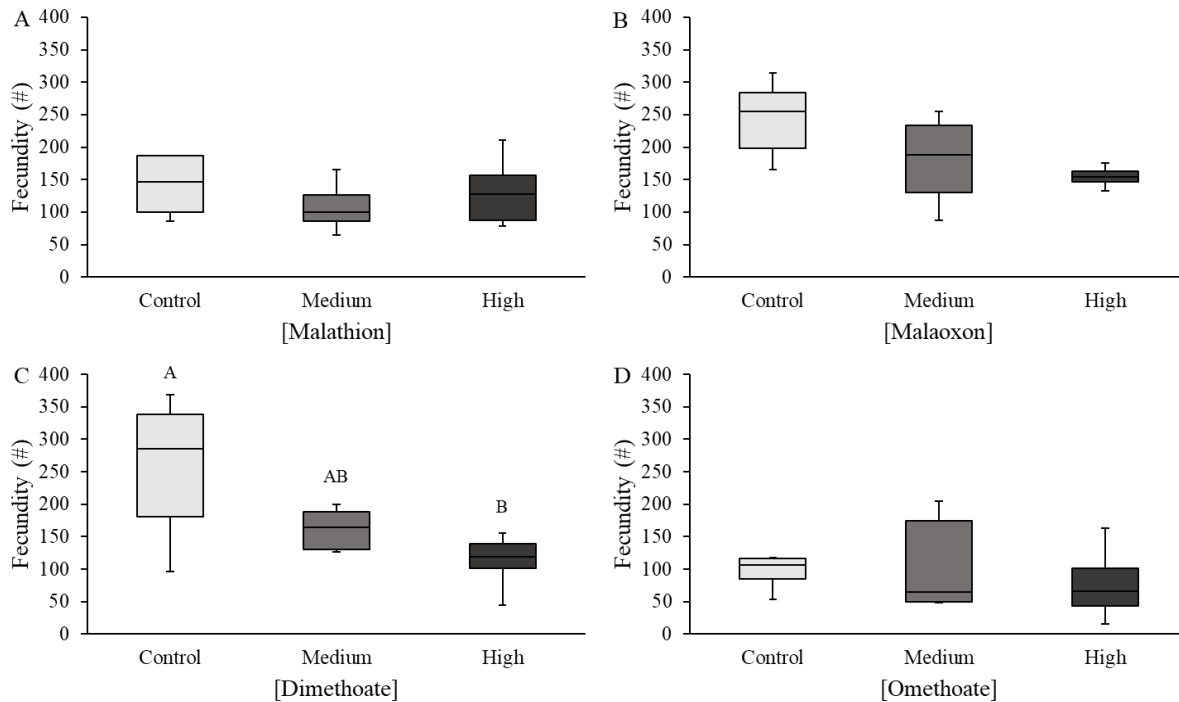 A
Fecundity (#)
400
350
300
250
200
150
100
50
0
Control Medium High
[Malathion]
B
Fecundity (#)
400
350
300
250
200
150
100
50
0
Control Medium High
[Malaoxon]
C
Fecundity (#)
400
350
300
250
200
150
100
50
0
A
AB
B
Control Medium High
[Dimethoate]
D
Fecundity (#)
400
350
300
250
200
150
100
50
0
Control Medium High
[Omethoate]